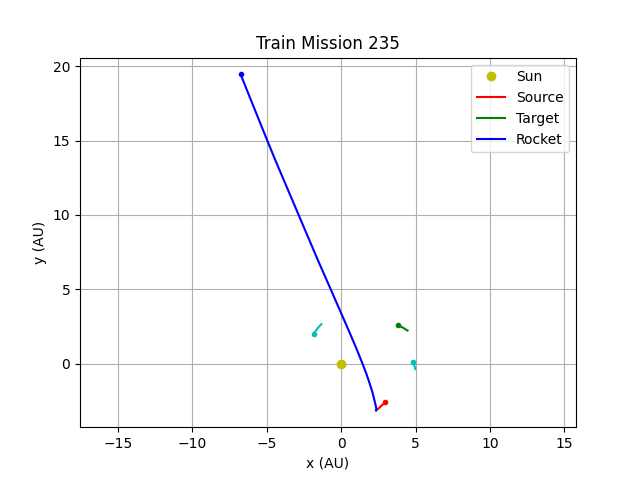 Train Mission 235
20
15
10
5
0
−15
−10
−5
0
5
10
15
y (AU)
x (AU)
Sun
Source
Target
Rocket